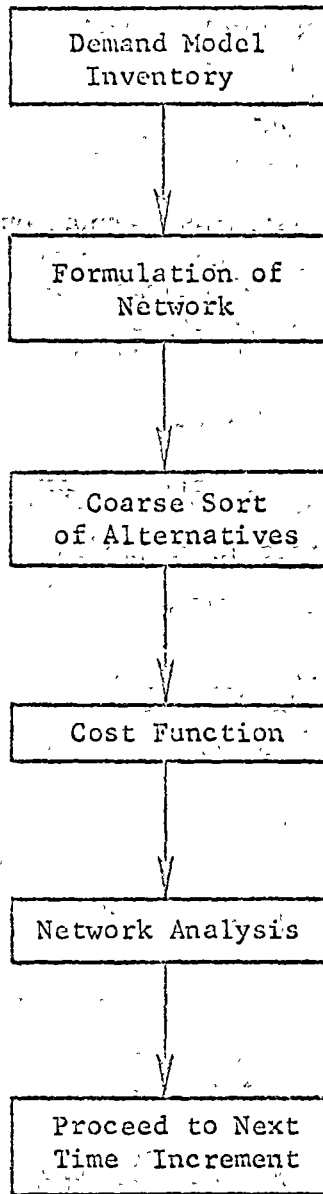 Demand Model
Inventory
Formulation of
Network
Coarse Sort
of Alternatives
Cost Function
Network Analysis
Proceed to Next
Time Increment